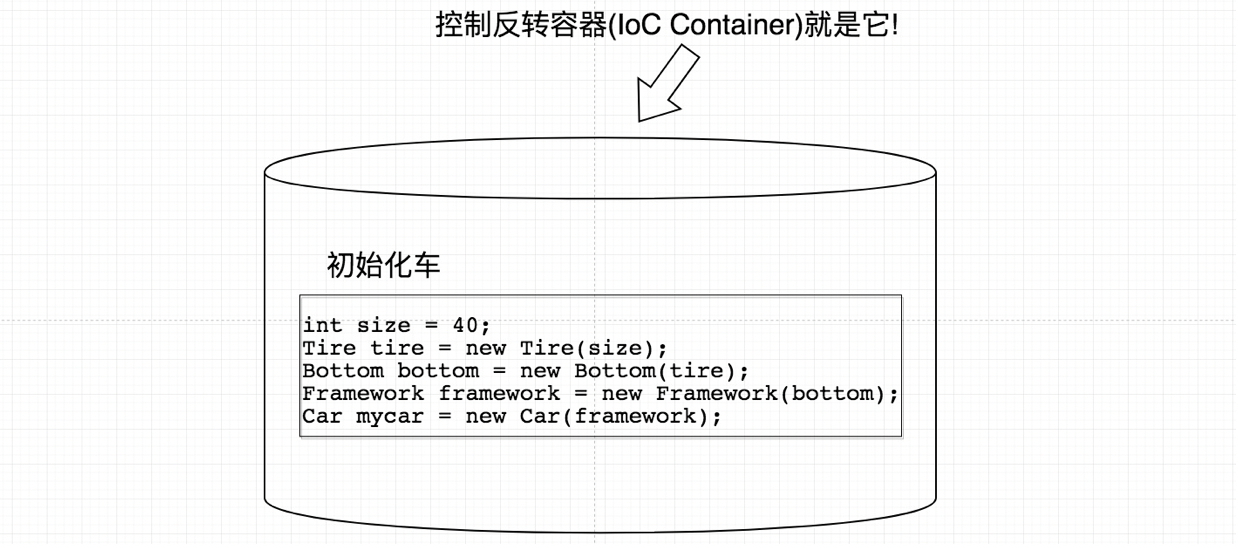 控制反转容器(IoC Container)就是它!
初始化车
int size = 40;
Tire tire = new Tire(size);
Bottom bottom = new Bottom(tire);
Framework framework = new Framework(bottom);
Car mycar = new Car(framework);